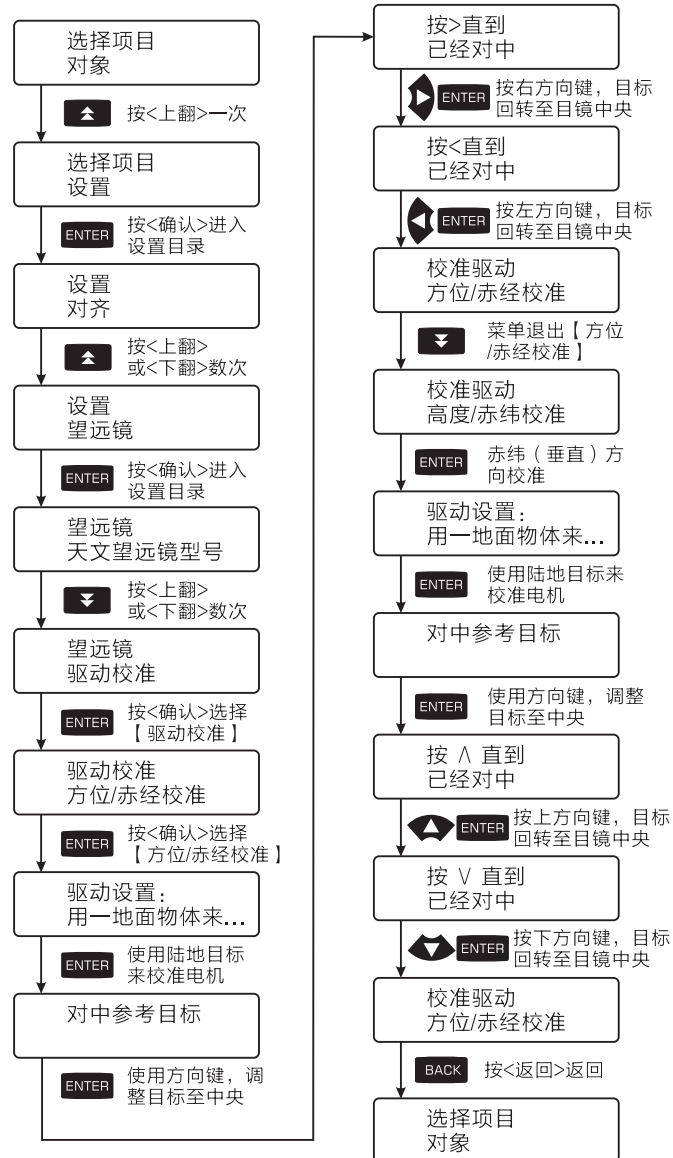 选择项目
对象
按<上翻>一次
选择项目
设置
ENTER
按<确认>进入
设置目录
设置
对齐
按<上翻>
或<下翻>数次
设置
望远镜
ENTER
按<确认>进入
设置目录
望远镜
天文望远镜型号
按<上翻>
或<下翻>数次
望远镜
驱动校准
ENTER
按<确认>选择
【驱动校准】
驱动校准
方位/赤经校准
ENTER
按<确认>选择
【方位/赤经校准】
驱动设置:
用一地面物体来...
ENTER
使用陆地目标
来校准电机
对中参考目标
ENTER
使用方向键，调
整目标至中央
按>直到
已经对中
ENTER
按右方向键，目标
回转至目镜中央
按<直到
已经对中
ENTER
按左方向键，目标
回转至目镜中央
校准驱动
方位/赤经校准
菜单退出【方位
/赤经校准】
校准驱动
高度/赤纬校准
ENTER
赤纬（垂直）方
向校准
驱动设置:
用一地面物体来...
ENTER
使用陆地目标来
校准电机
对中参考目标
ENTER
使用方向键，调整
目标至中央
按 ∧ 直到
已经对中
ENTER
按上方向键，目标
回转至目镜中央
按 ∨ 直到
已经对中
ENTER
按下方向键，目标
回转至目镜中央
校准驱动
方位/赤经校准
BACK
按<返回>返回
选择项目
对象